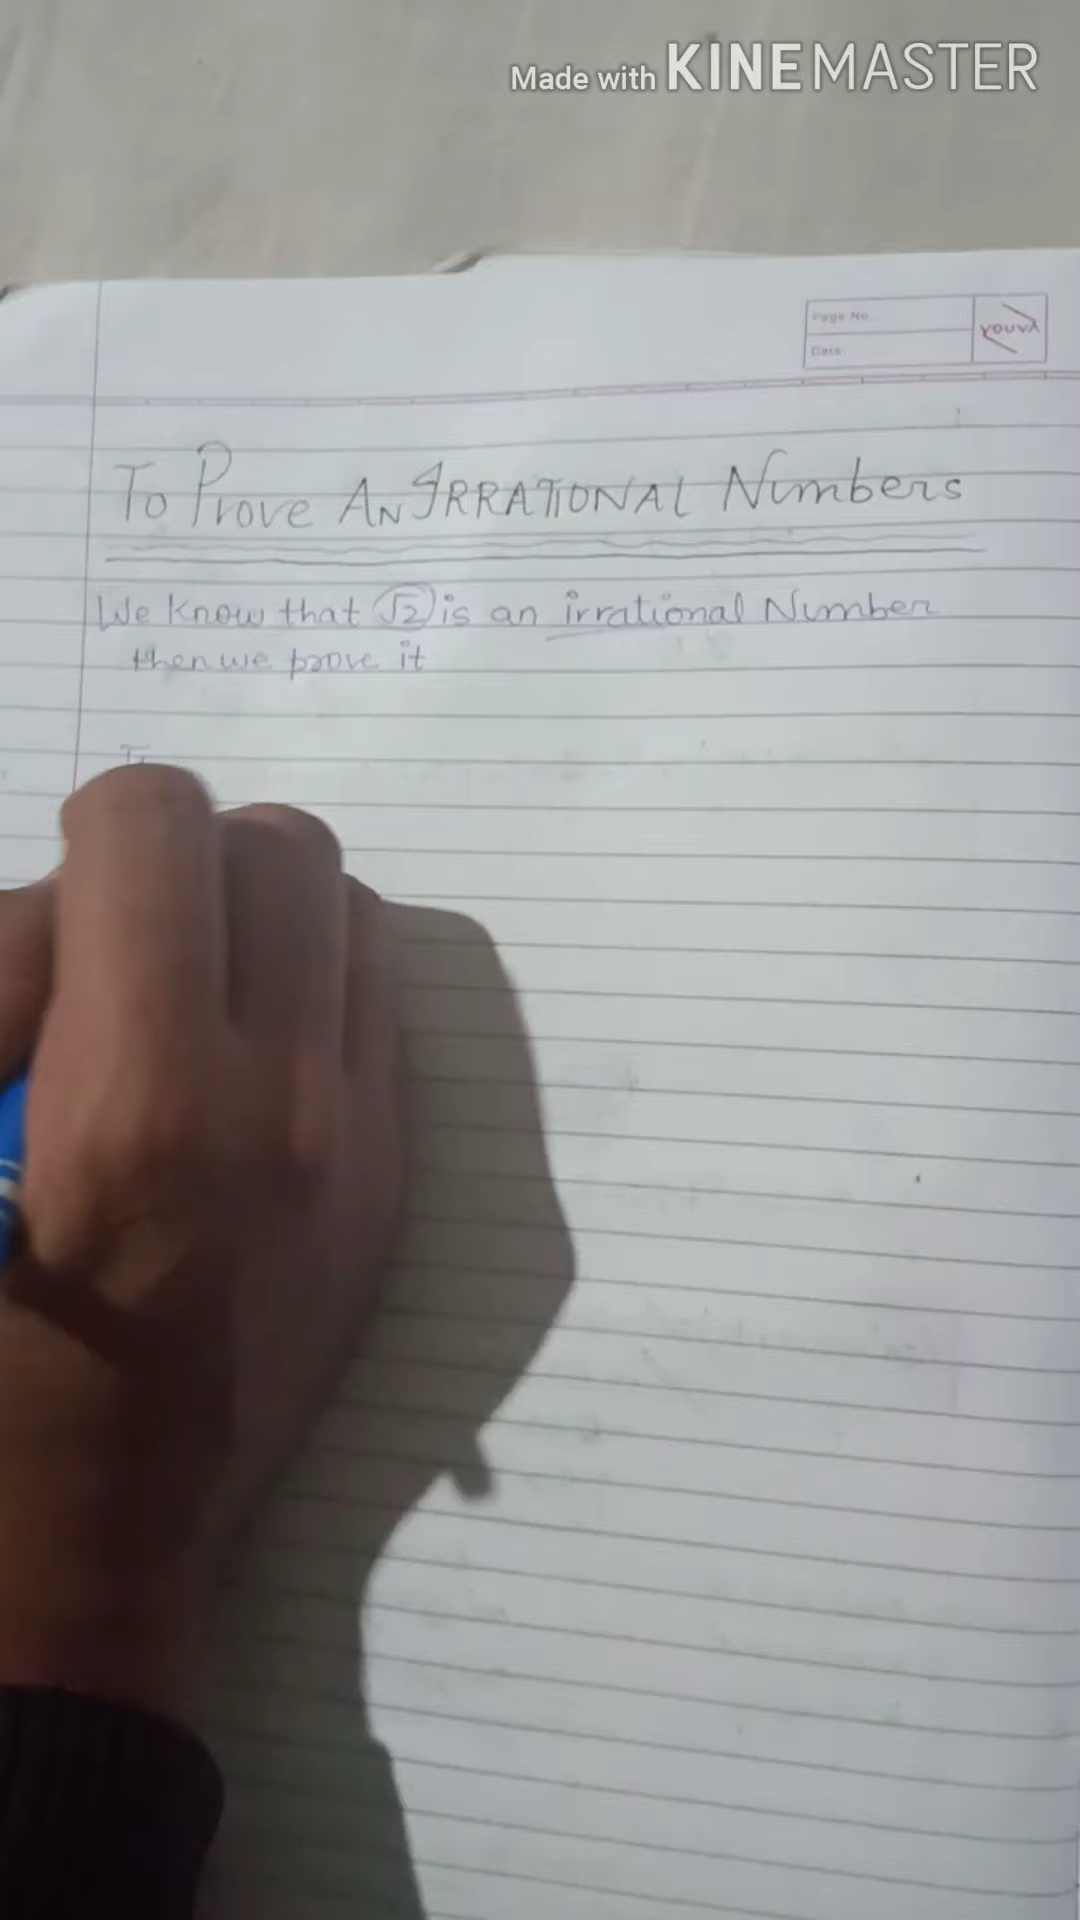 Made with KINEMASTER
Page No.
Date
YOUVA
To Prove AN IRRATIONAL Numbers
We know that √2 is an irrational Number
then we prove it